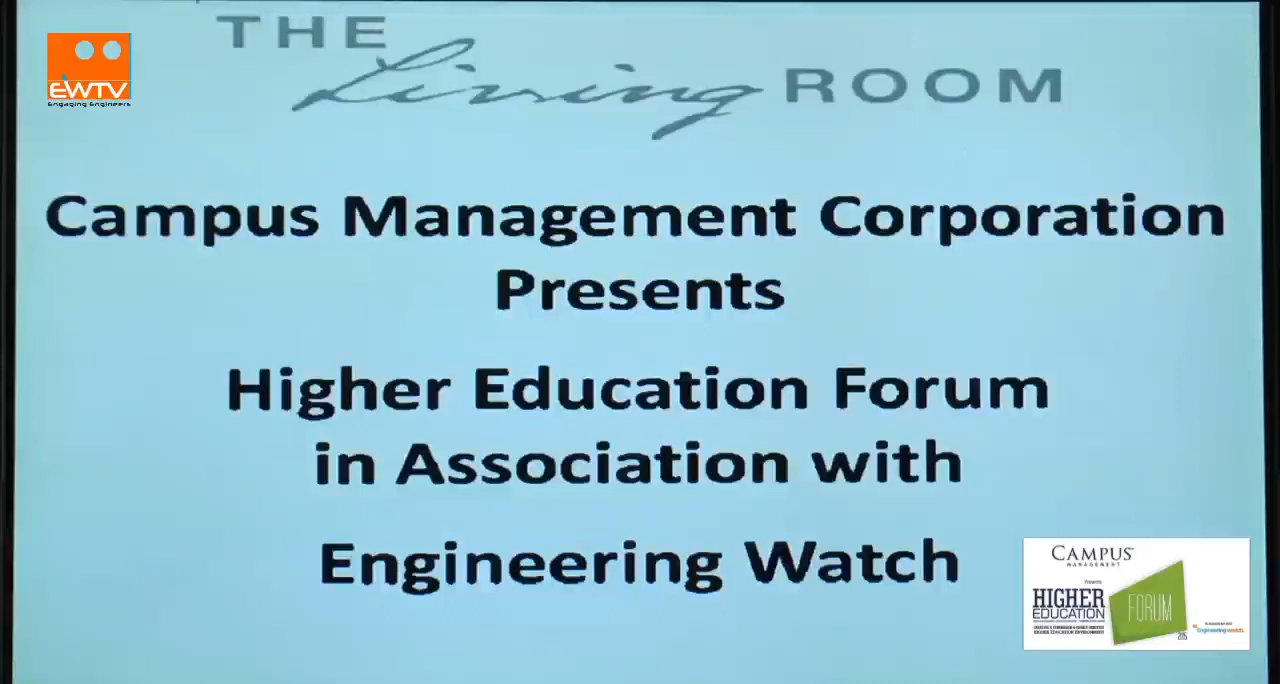 THE
Living ROOM
EWTV
Engaging Engineers
Campus Management Corporation
Presents
Higher Education Forum
in Association with
Engineering Watch
CAMPUS
MANAGEMENT
Presents
HIGHER
EDUCATION
FORUM